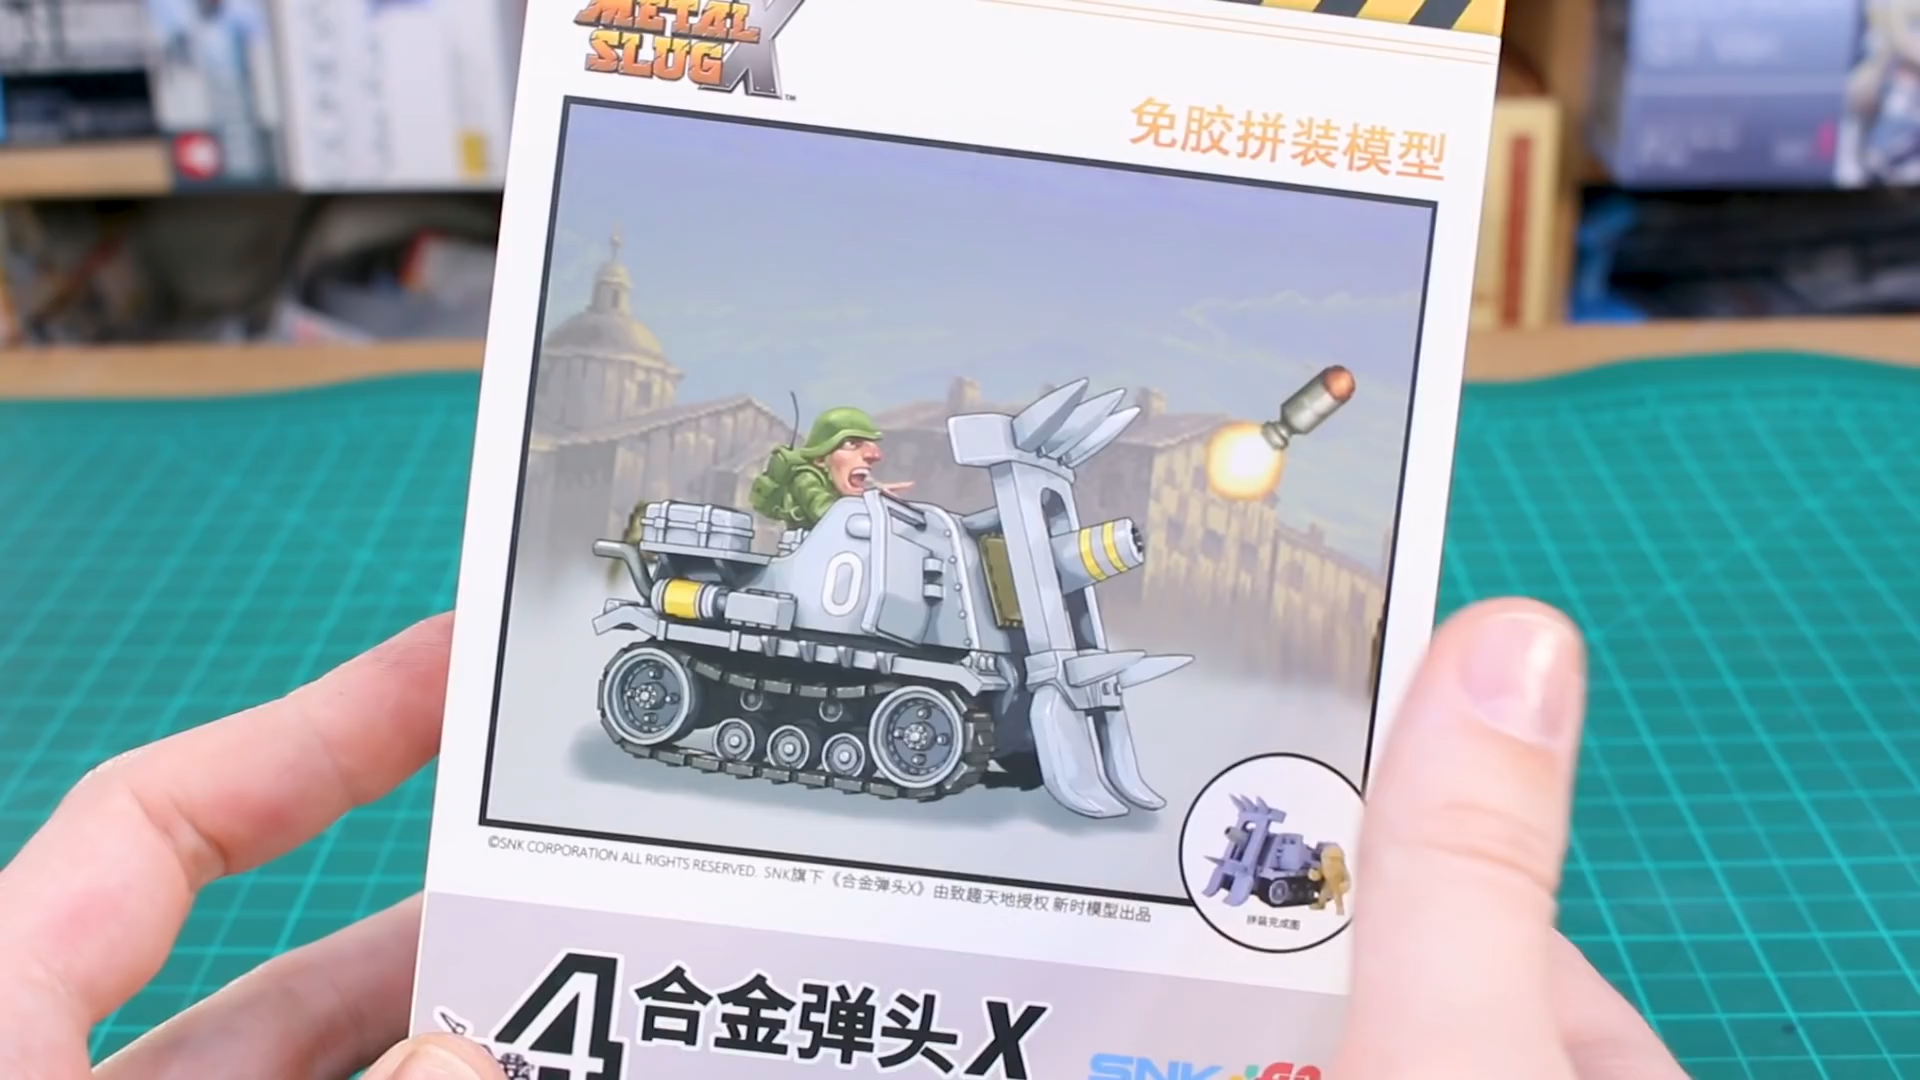 METAL
SLUG X™
免胶拼装模型
0
拼装完成图
©SNK CORPORATION ALL RIGHTS RESERVED. SNK旗下《合金弹头X》由致趣天地授权 新时模型出品
4 合金弹头X
SNK